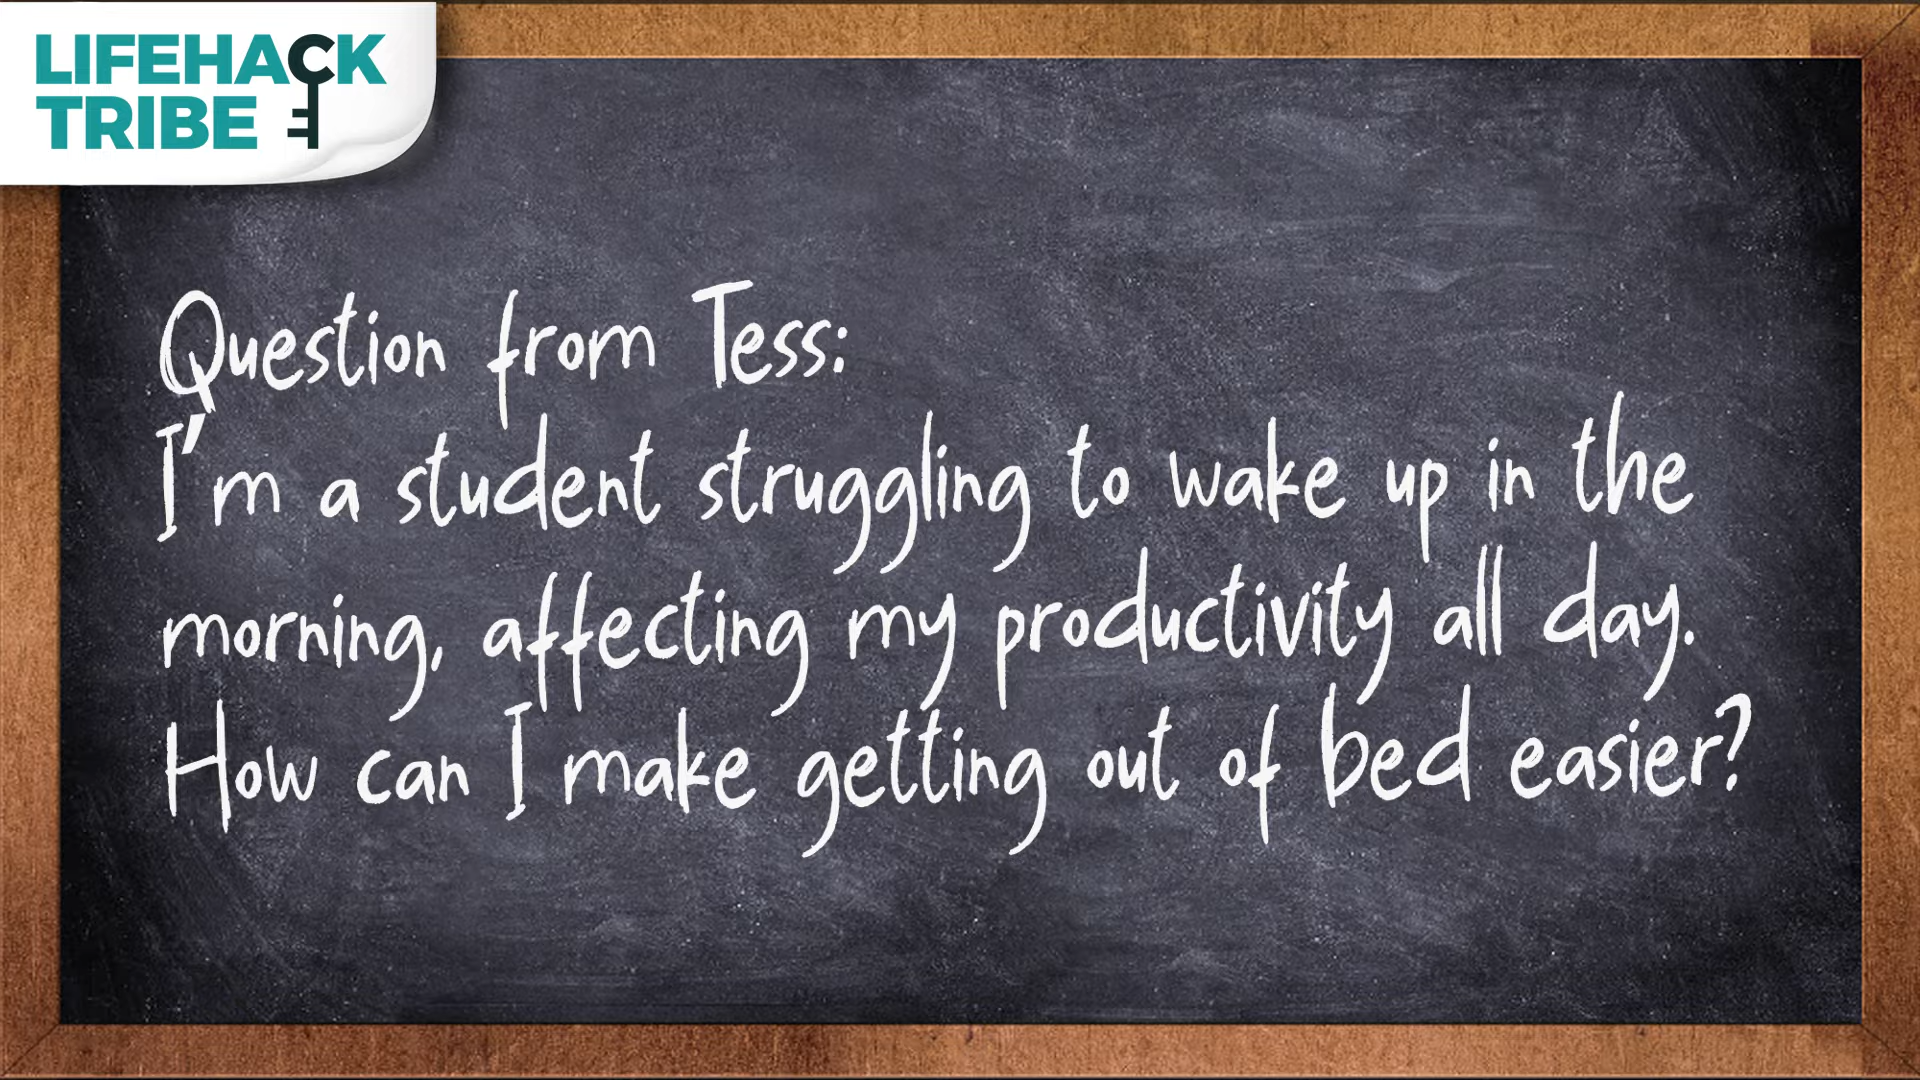 LIFEHACK
TRIBE
Question from Tess:
I'm a student struggling to wake up in the
morning, affecting my productivity all day.
How can I make getting out of bed easier?